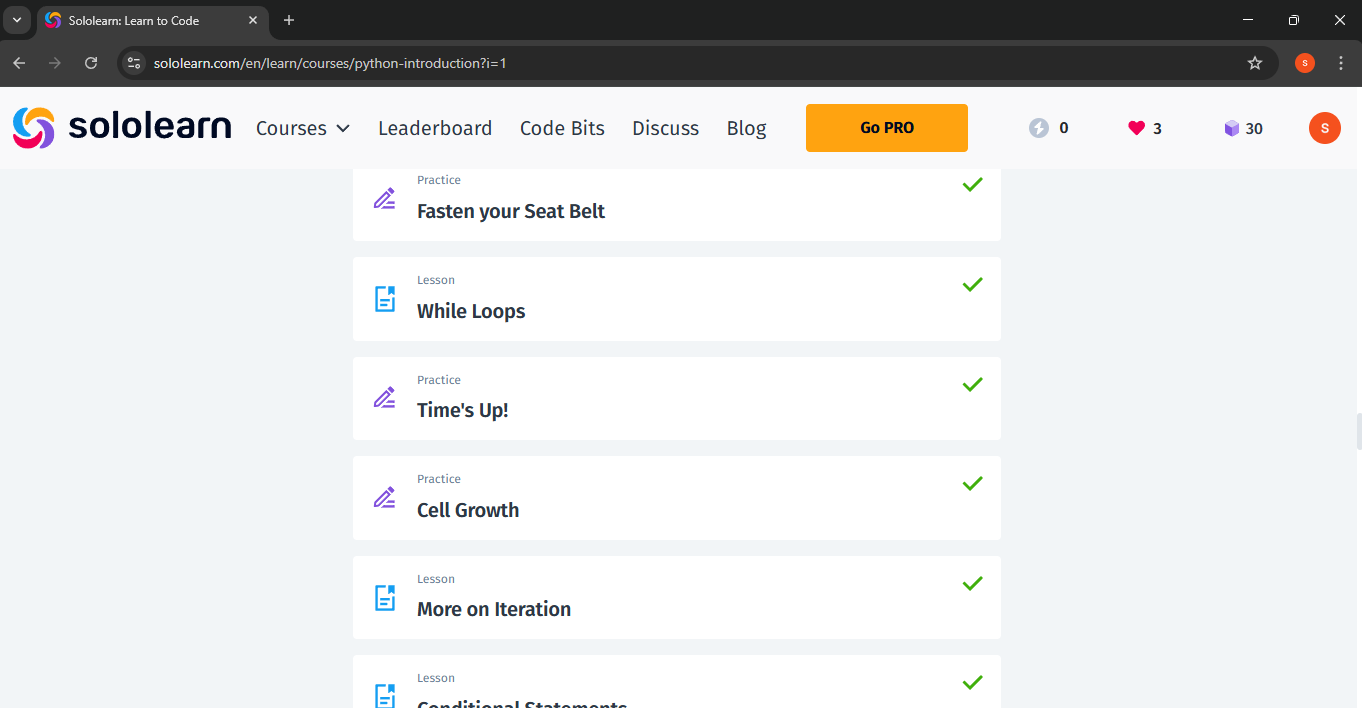 Sololearn: Learn to Code
sololearn.com/en/learn/courses/python-introduction?i=1
S
sololearn
Courses
Leaderboard
Code Bits
Discuss
Blog
Go PRO
0
3
30
S
Practice
Fasten your Seat Belt
Lesson
While Loops
Practice
Time's Up!
Practice
Cell Growth
Lesson
More on Iteration
Lesson
Conditional Statements